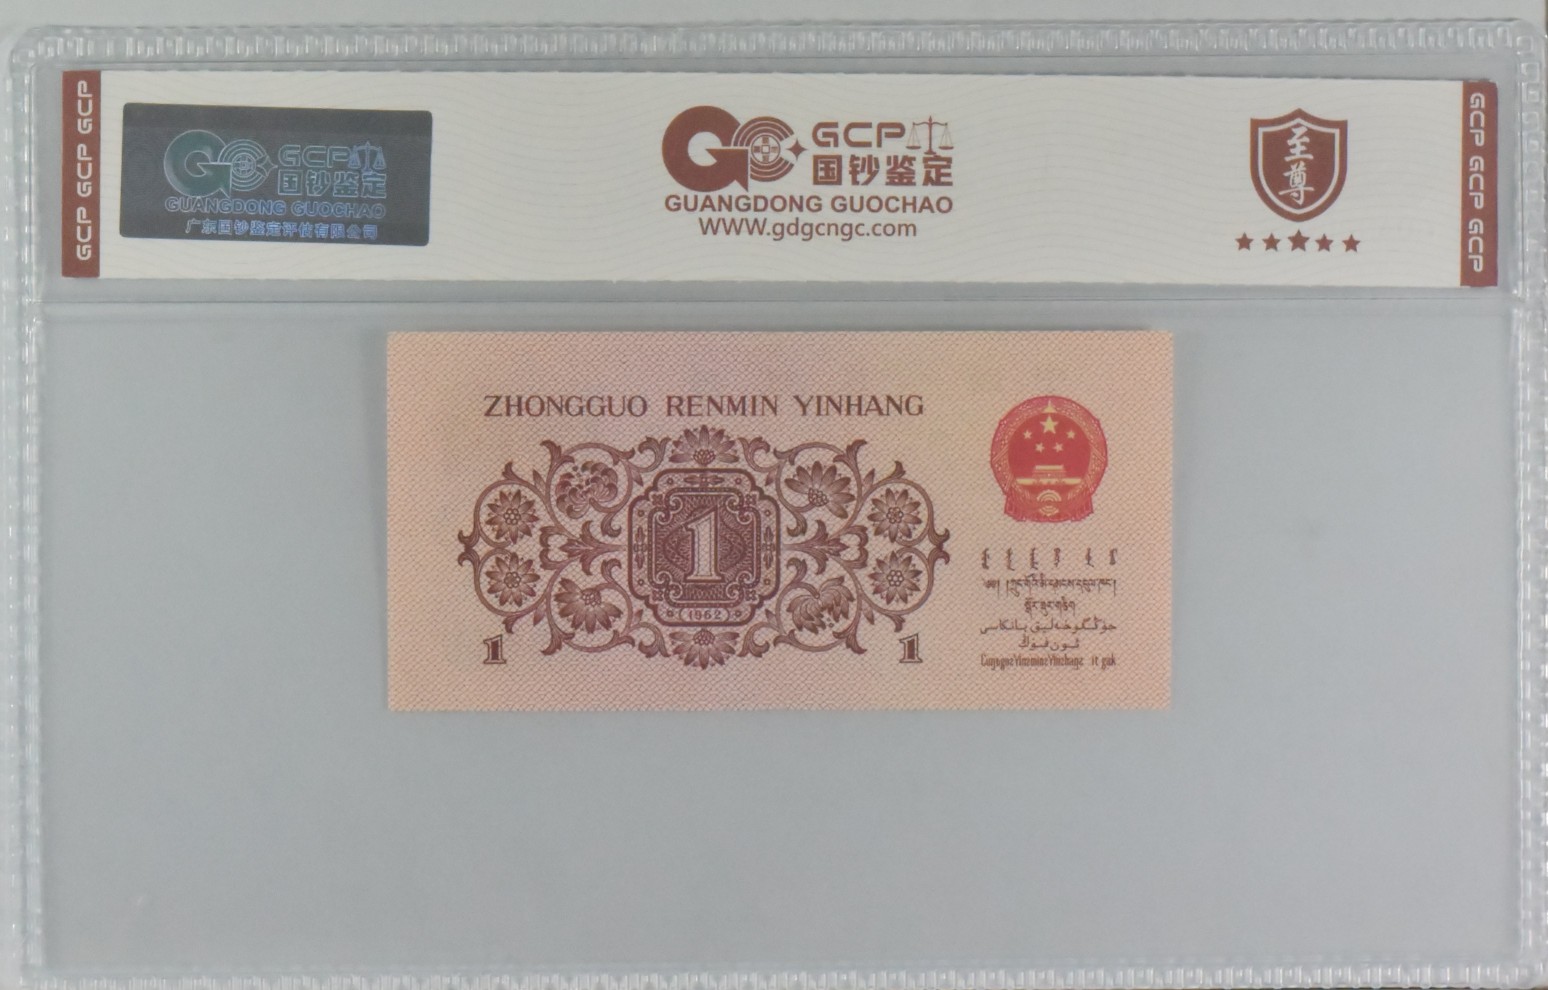 GCP GCP GCP
GCP
国钞鉴定
GUANGDONG GUOCHAO
广东国钞鉴定评估有限公司
GCP
国钞鉴定
GUANGDONG GUOCHAO
WWW.gdgcngc.com
至尊
GCP GCP GCP
ZHONGGUO RENMIN YINHANG
1
(1962)
1
1
جۇڭگوخەلىق بانكاسى